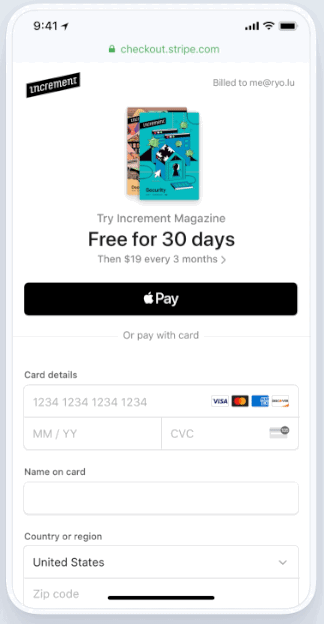 9:41
checkout.stripe.com
increment
Billed to me@ryo.lu
increment
Security
Try Increment Magazine
Free for 30 days
Then $19 every 3 months
Pay
Or pay with card
Card details
1234 1234 1234 1234
VISA
MM / YY
CVC
Name on card
Country or region
United States
Zip code